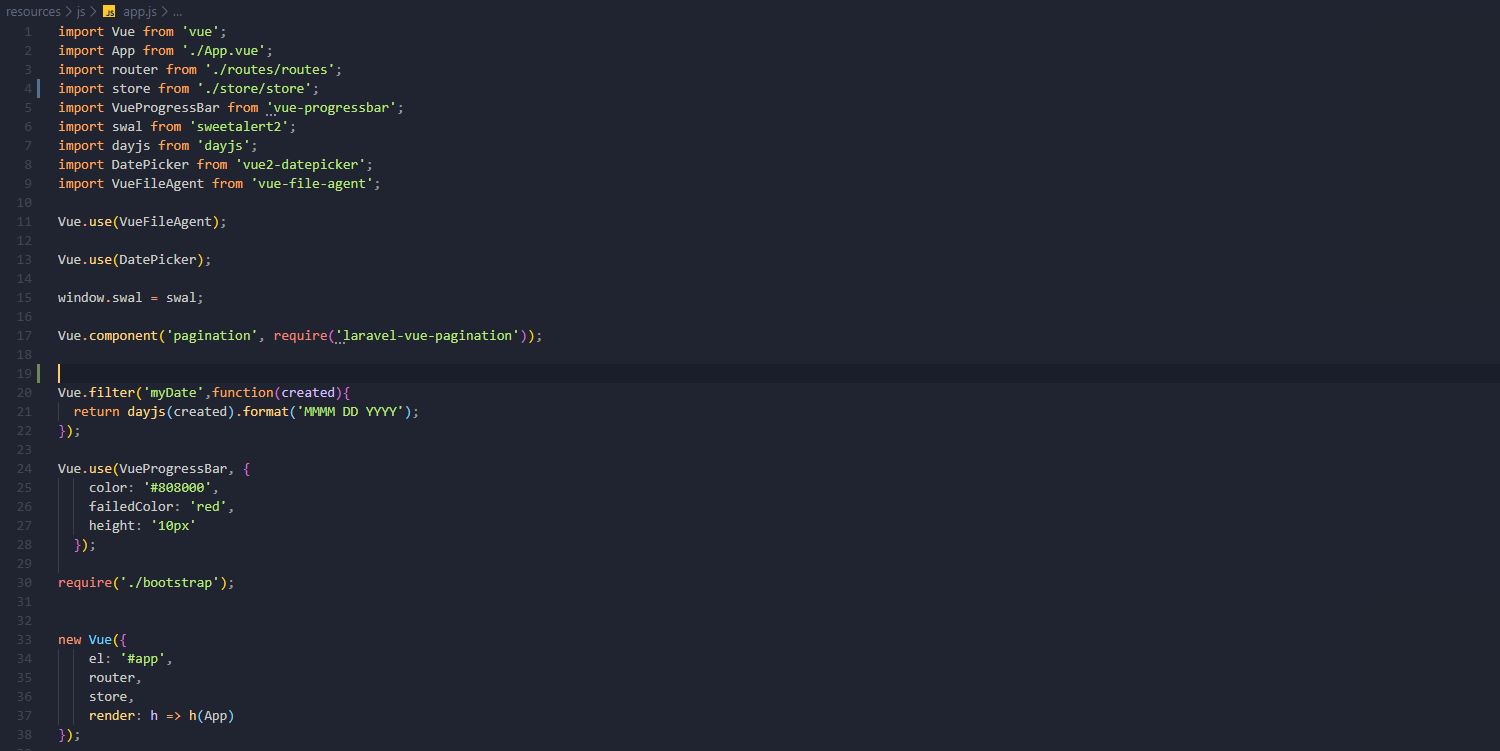 resources > js > JS app.js > ...
1 import Vue from 'vue';
2 import App from './App.vue';
3 import router from './routes/routes';
4 import store from './store/store';
5 import VueProgressBar from 'vue-progressbar';
6 import swal from 'sweetalert2';
7 import dayjs from 'dayjs';
8 import DatePicker from 'vue2-datepicker';
9 import VueFileAgent from 'vue-file-agent';
10
11 Vue.use(VueFileAgent);
12
13 Vue.use(DatePicker);
14
15 window.swal = swal;
16
17 Vue.component('pagination', require('laravel-vue-pagination'));
18
19
20 Vue.filter('myDate',function(created){
21   return dayjs(created).format('MMMM DD YYYY');
22 });
23
24 Vue.use(VueProgressBar, {
25     color: '#808000',
26     failedColor: 'red',
27     height: '10px'
28   });
29
30 require('./bootstrap');
31
32
33 new Vue({
34     el: '#app',
35     router,
36     store,
37     render: h => h(App)
38 });